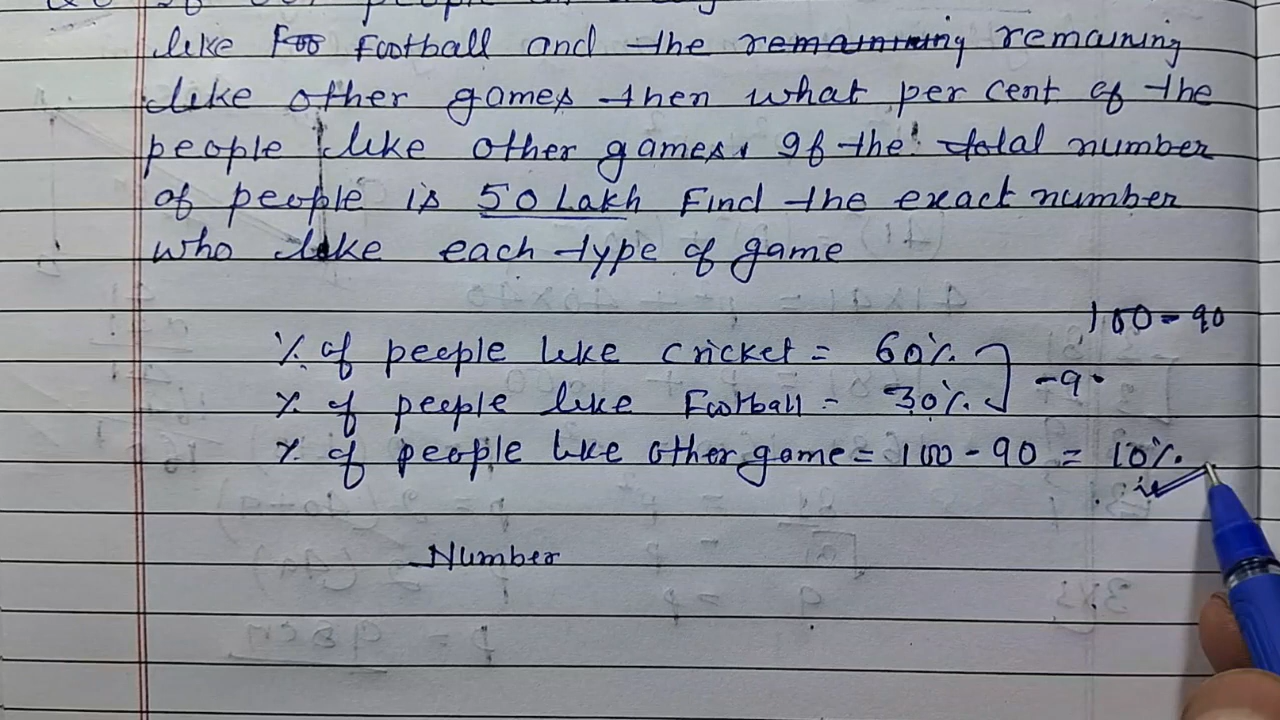 people
like Foo Football and the remaining remaining
like other games then what per cent of the
people like other games. If the total number
of people is 50 Lakh Find the exact number
who like each type of game
100-90
% of people like cricket = 60%.
% of people like Football - 30%. -90
% of people like other game = 100 - 90 = 10%.
Number